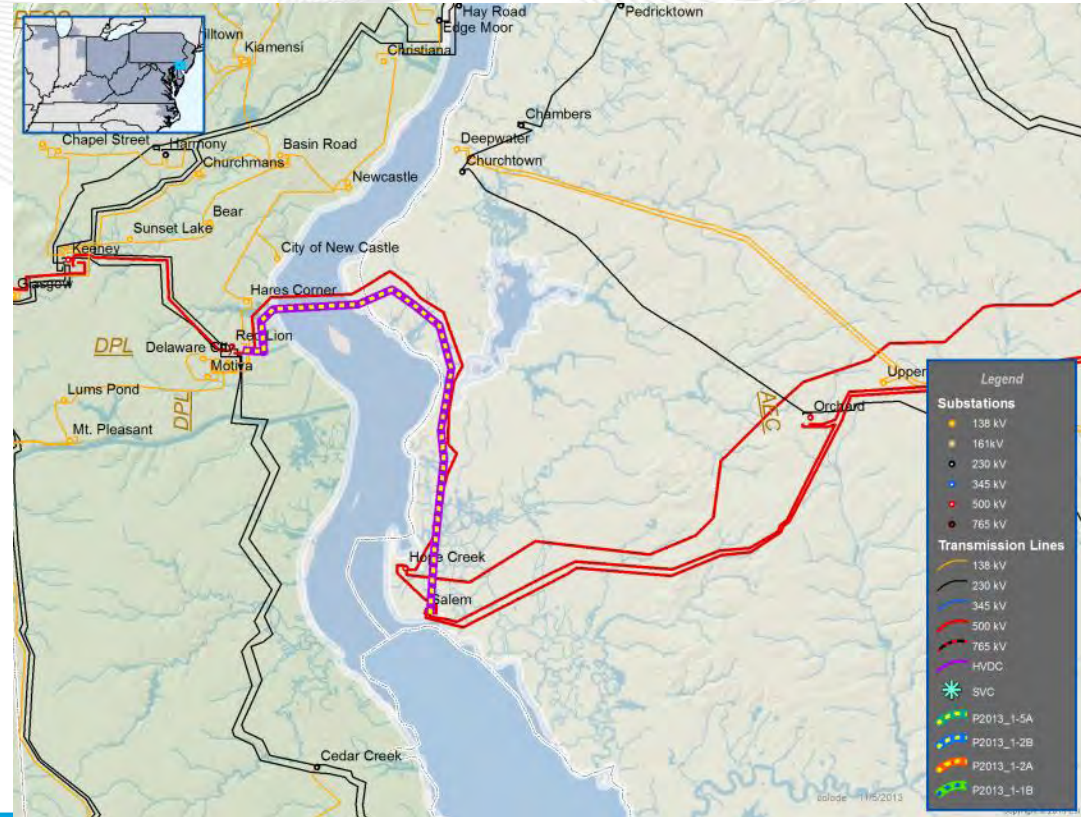 Hay Road
Pedricktown
Edge Moor
Kiamensi
Christiana
Chambers
Chapel Street
Harmony
Basin Road
Deepwater
Churchmans
Churchtown
Newcastle
Bear
Sunset Lake
City of New Castle
Keeney
Glasgow
Hares Corner
Red Lion
DPL
Delaware City
Motiva
Lums Pond
DPL
Mt. Pleasant
Upper
AEC
Orchard
Hope Creek
Salem
Cedar Creek
Legend
Substations
138 kV
161kV
230 kV
345 kV
500 kV
765 kV
Transmission Lines
138 kV
230 kV
345 kV
500 kV
765 kV
HVDC
SVC
P2013_1-5A
P2013_1-2B
P2013_1-2A
P2013_1-1B
11/5/2013